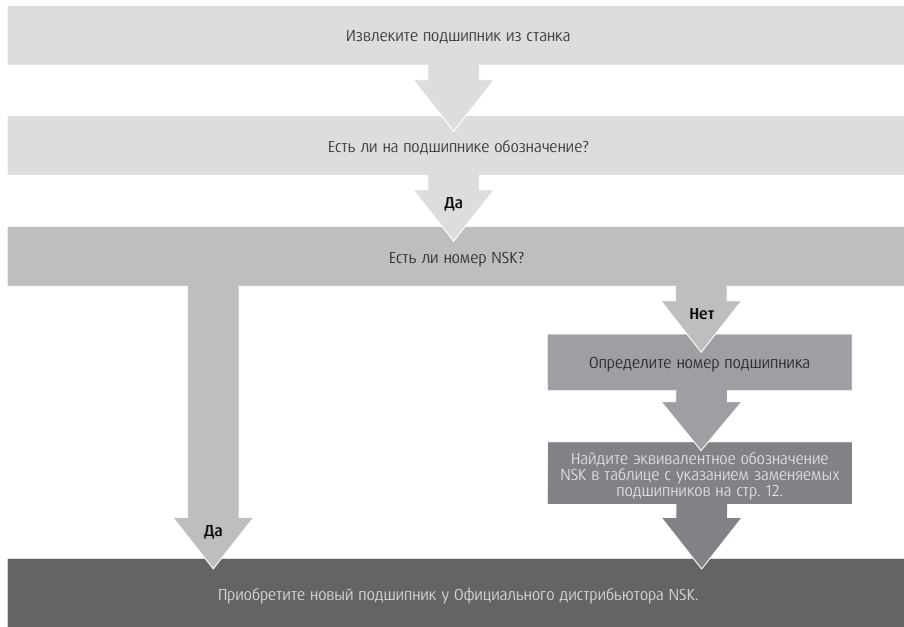 Извлеките подшипник из станка
Есть ли на подшипнике обозначение?
Да
Есть ли номер NSK?
Нет
Определите номер подшипника
Найдите эквивалентное обозначение
NSK в таблице с указанием заменяемых
подшипников на стр. 12.
Да
Приобретите новый подшипник у Официального дистрибьютора NSK.